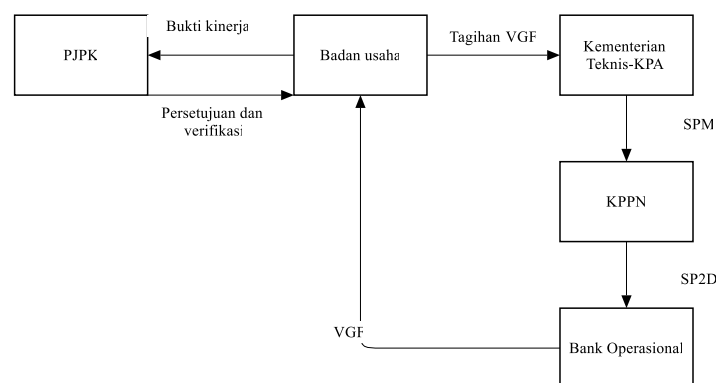 Bukti kinerja
PJPK
Badan usaha
Tagihan VGF
Kementerian
Teknis-KPA
Persetujuan dan
verifikasi
SPM
KPPN
SP2D
VGF
Bank Operasional